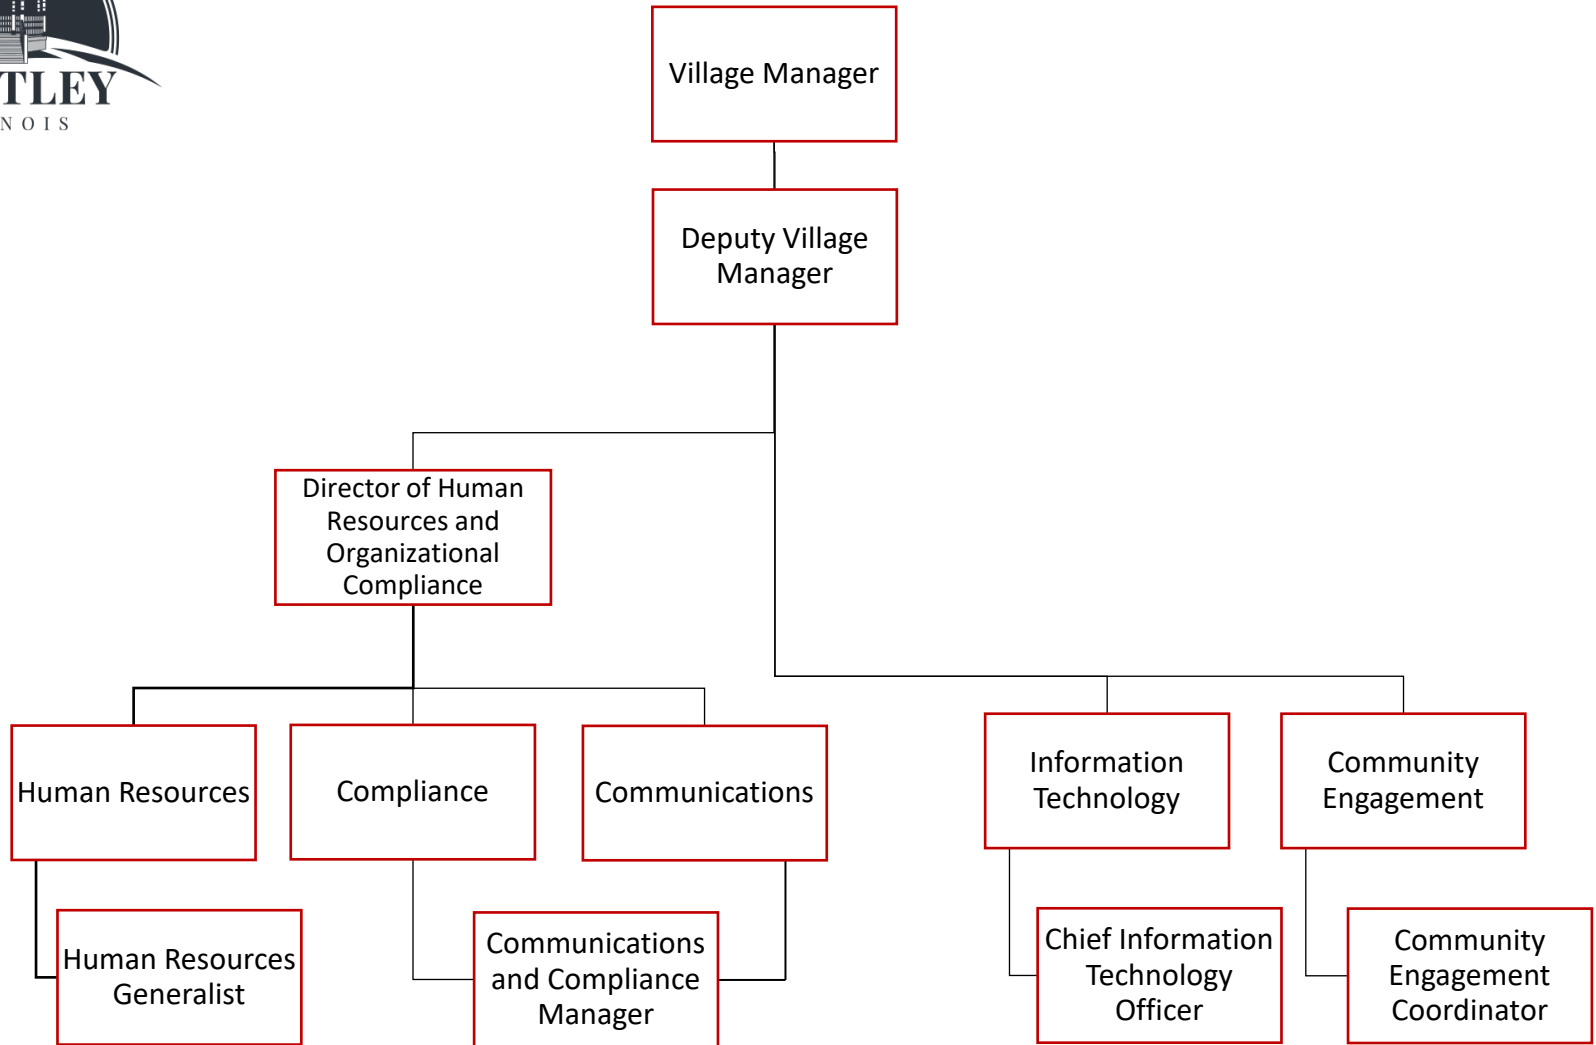 TLEY
NOIS
Village Manager
Deputy Village
Manager
Director of Human
Resources and
Organizational
Compliance
Human Resources
Compliance
Communications
Information
Technology
Community
Engagement
Human Resources
Generalist
Communications
and Compliance
Manager
Chief Information
Technology
Officer
Community
Engagement
Coordinator